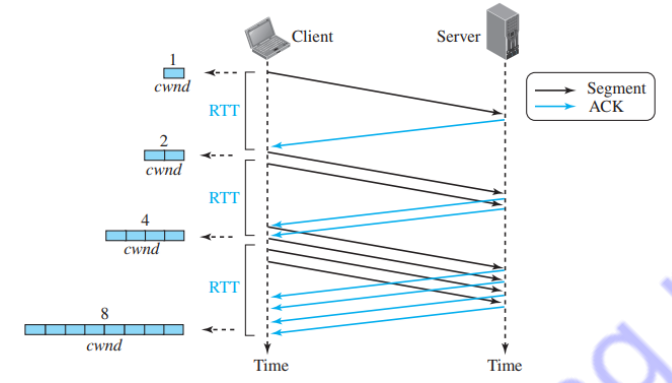 Client
Server
1
cwnd
Segment
ACK
RTT
2
cwnd
RTT
4
cwnd
RTT
8
cwnd
Time
Time